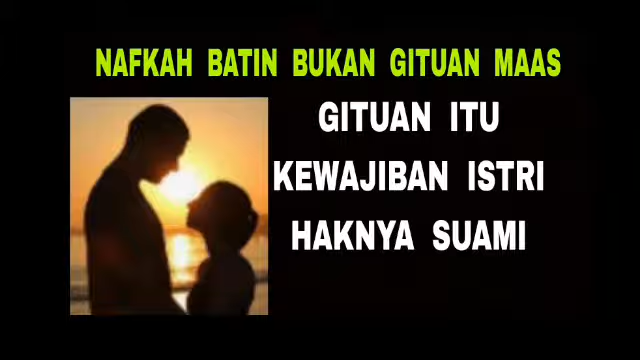 NAFKAH BATIN BUKAN GITUAN MAAS
GITUAN ITU
KEWAJIBAN ISTRI
HAKNYA SUAMI